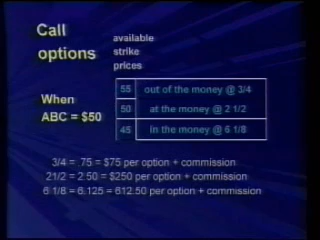 Call
options
available
strike
prices
When
ABC = $50
55 out of the money @ 3/4
50 at the money @ 2 1/2
45 In the money @ 6 1/8
3/4 = .75 = $75 per option + commission
21/2 = 2.50 = $250 per option + commission
6 1/8 = 6.125 = 612.50 per option + commission